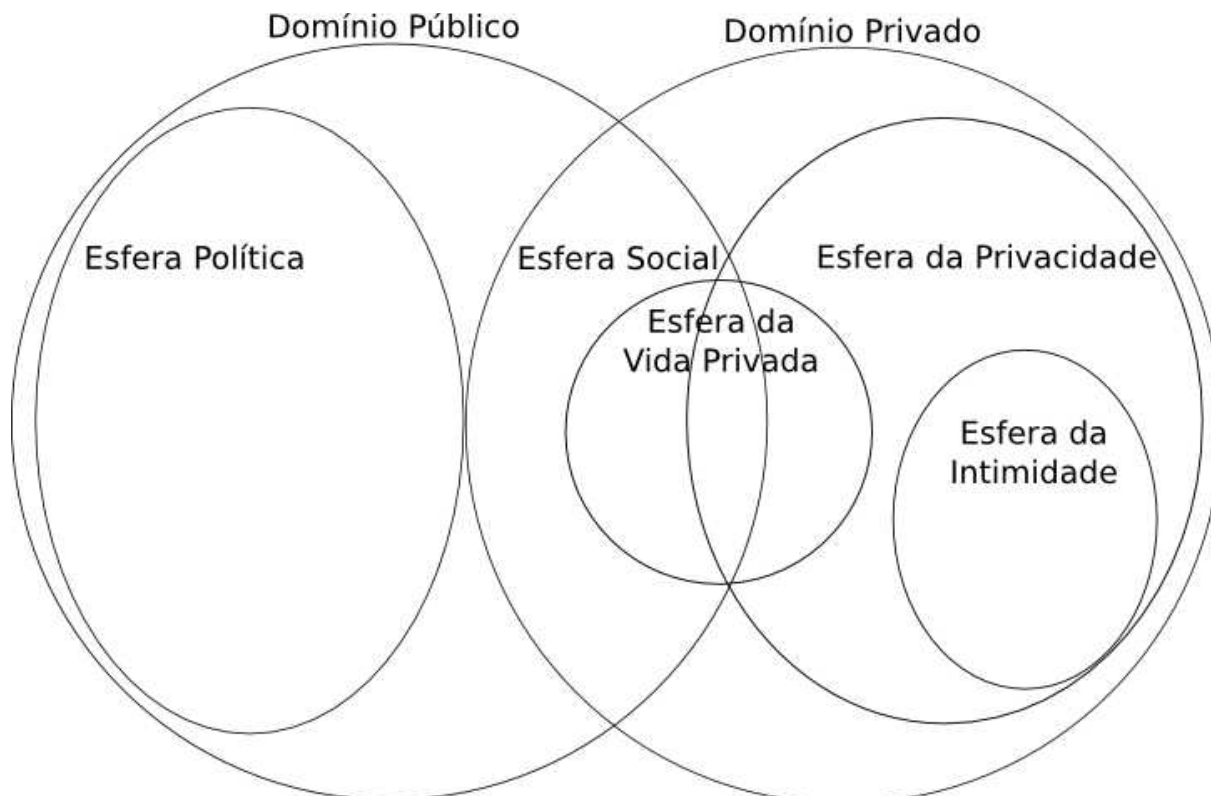 Domínio Público
Domínio Privado
Esfera Política
Esfera Social
Esfera da Privacidade
Esfera da
Vida Privada
Esfera da
Intimidade